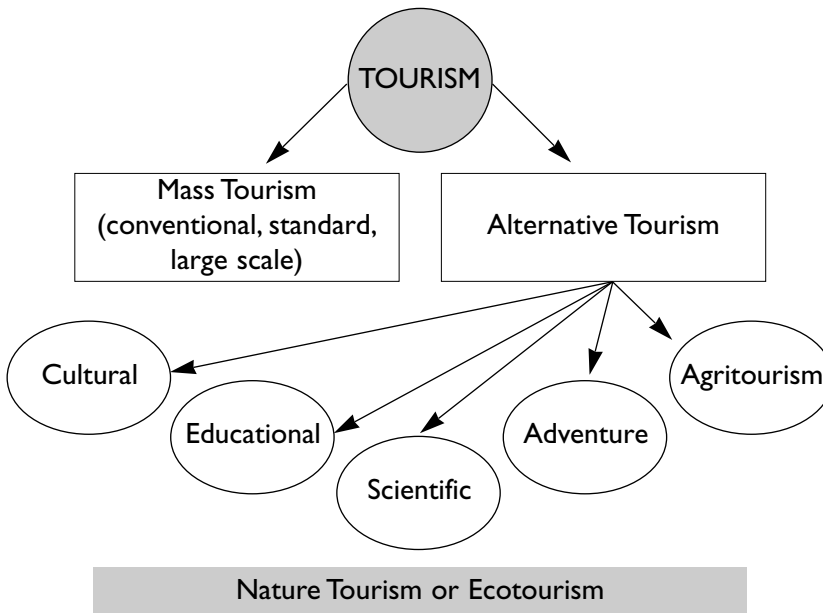 TOURISM
Mass Tourism
(conventional, standard,
large scale)
Alternative Tourism
Cultural
Educational
Scientific
Adventure
Agritourism
Nature Tourism or Ecotourism